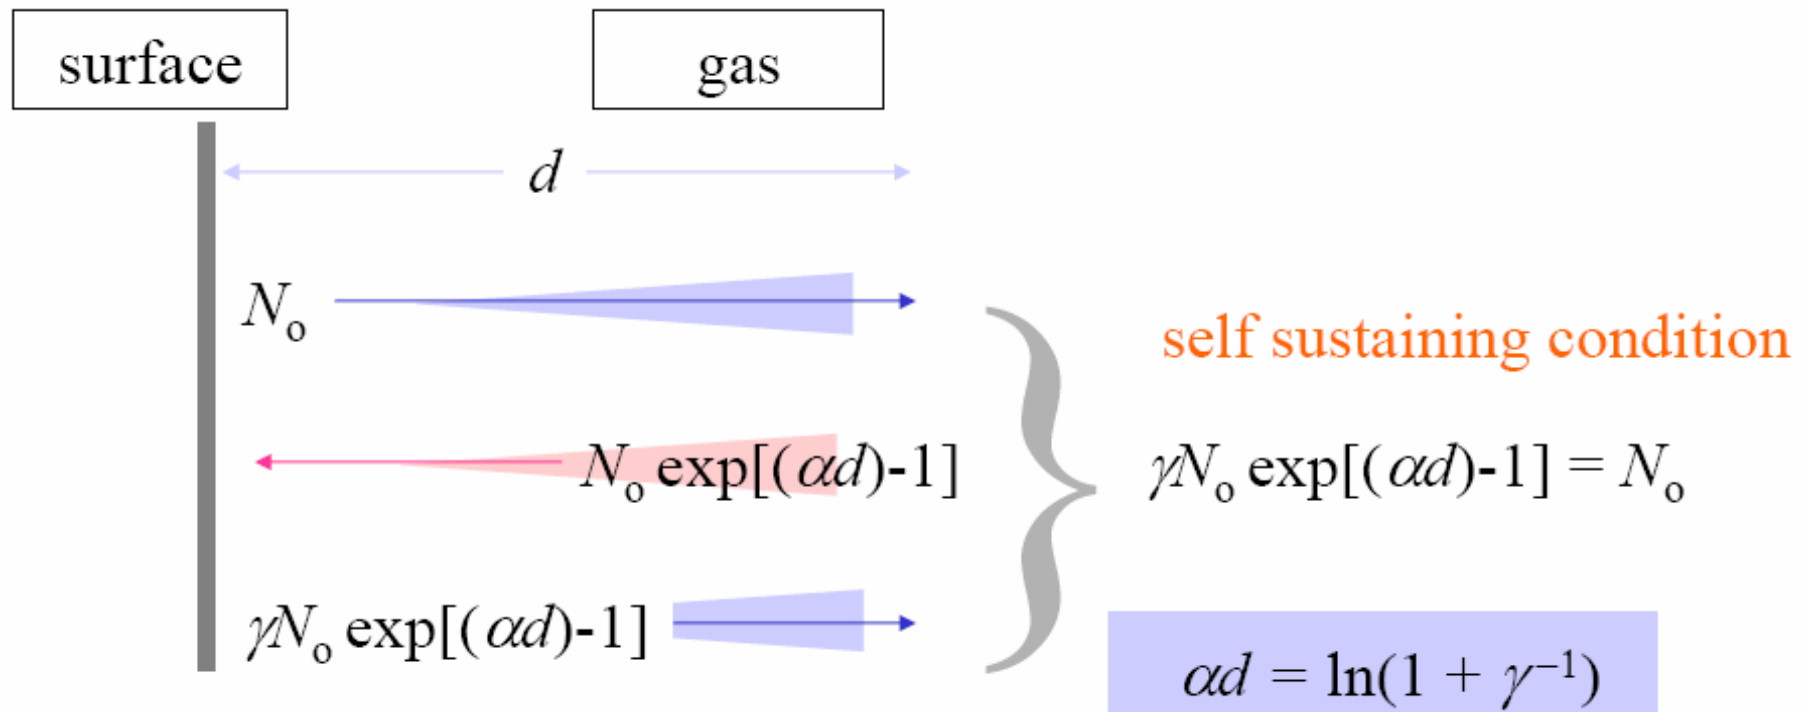 surface
gas
d
Nₒ
self sustaining condition
Nₒ exp[(αd)-1]
γNₒ exp[(αd)-1] = Nₒ
γNₒ exp[(αd)-1]
αd = ln(1 + γ⁻¹)